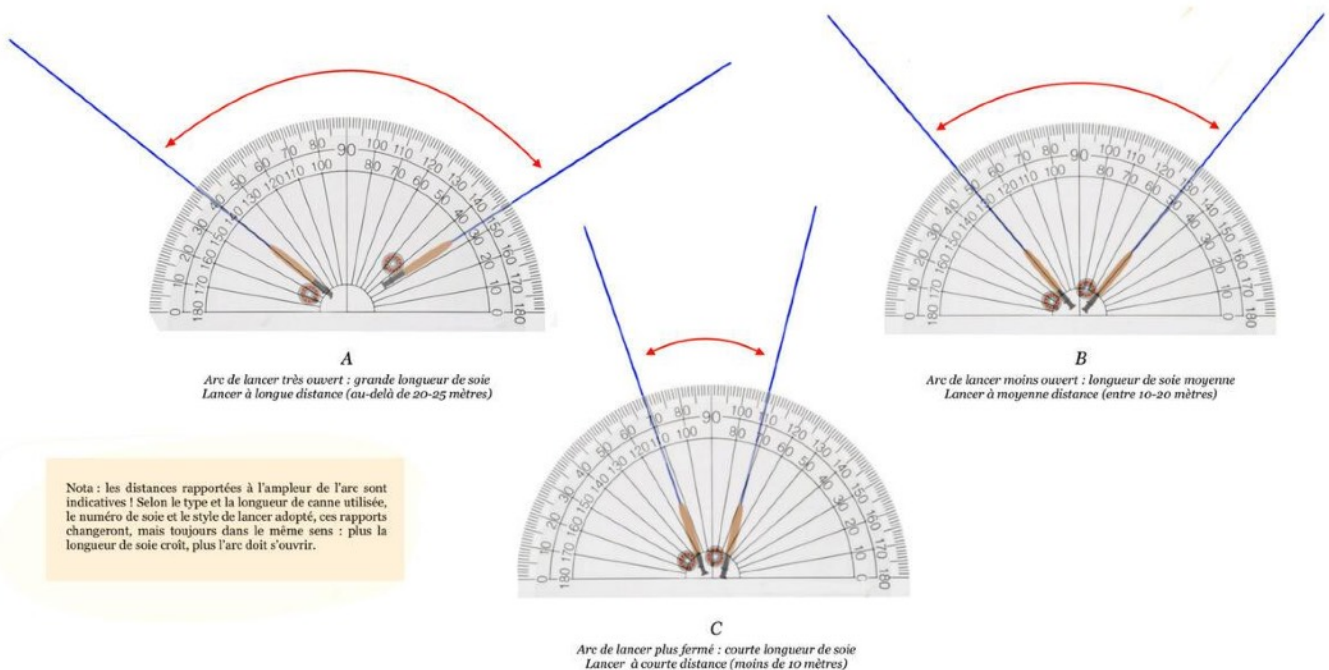 A
Arc de lancer très ouvert : grande longueur de soie
Lancer à longue distance (au-delà de 20-25 mètres)
B
Arc de lancer moins ouvert : longueur de soie moyenne
Lancer à moyenne distance (entre 10-20 mètres)
Nota : les distances rapportées à l'ampleur de l'arc sont
indicatives ! Selon le type et la longueur de canne utilisée,
le numéro de soie et le style de lancer adopté, ces rapports
changeront, mais toujours dans le même sens : plus la
longueur de soie croît, plus l'arc doit s'ouvrir.
C
Arc de lancer plus fermé : courte longueur de soie
Lancer à courte distance (moins de 10 mètres)